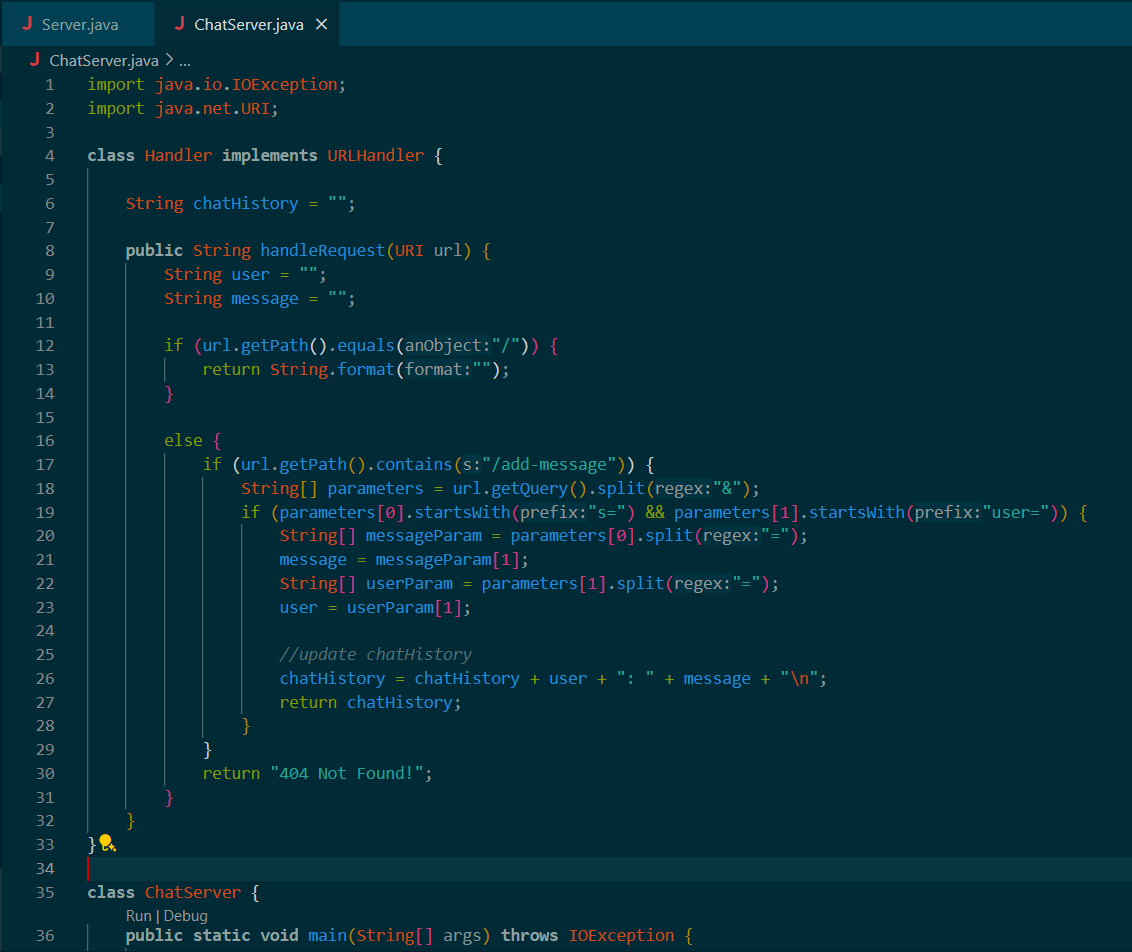 J Server.java J ChatServer.java ×
J ChatServer.java > ...
1 import java.io.IOException;
2 import java.net.URI;
3
4 class Handler implements URLHandler {
5
6     String chatHistory = "";
7
8     public String handleRequest(URI url) {
9         String user = "";
10         String message = "";
11
12         if (url.getPath().equals(anObject:"/")) {
13             return String.format(format:"");
14         }
15
16         else {
17             if (url.getPath().contains(s:"/add-message")) {
18                 String[] parameters = url.getQuery().split(regex:"&");
19                 if (parameters[0].startsWith(prefix:"s=") && parameters[1].startsWith(prefix:"user=")) {
20                     String[] messageParam = parameters[0].split(regex:"=");
21                     message = messageParam[1];
22                     String[] userParam = parameters[1].split(regex:"=");
23                     user = userParam[1];
24
25                     //update chatHistory
26                     chatHistory = chatHistory + user + ": " + message + "\n";
27                     return chatHistory;
28                 }
29             }
30             return "404 Not Found!";
31         }
32     }
33 }
34
35 class ChatServer {
Run | Debug
36     public static void main(String[] args) throws IOException {